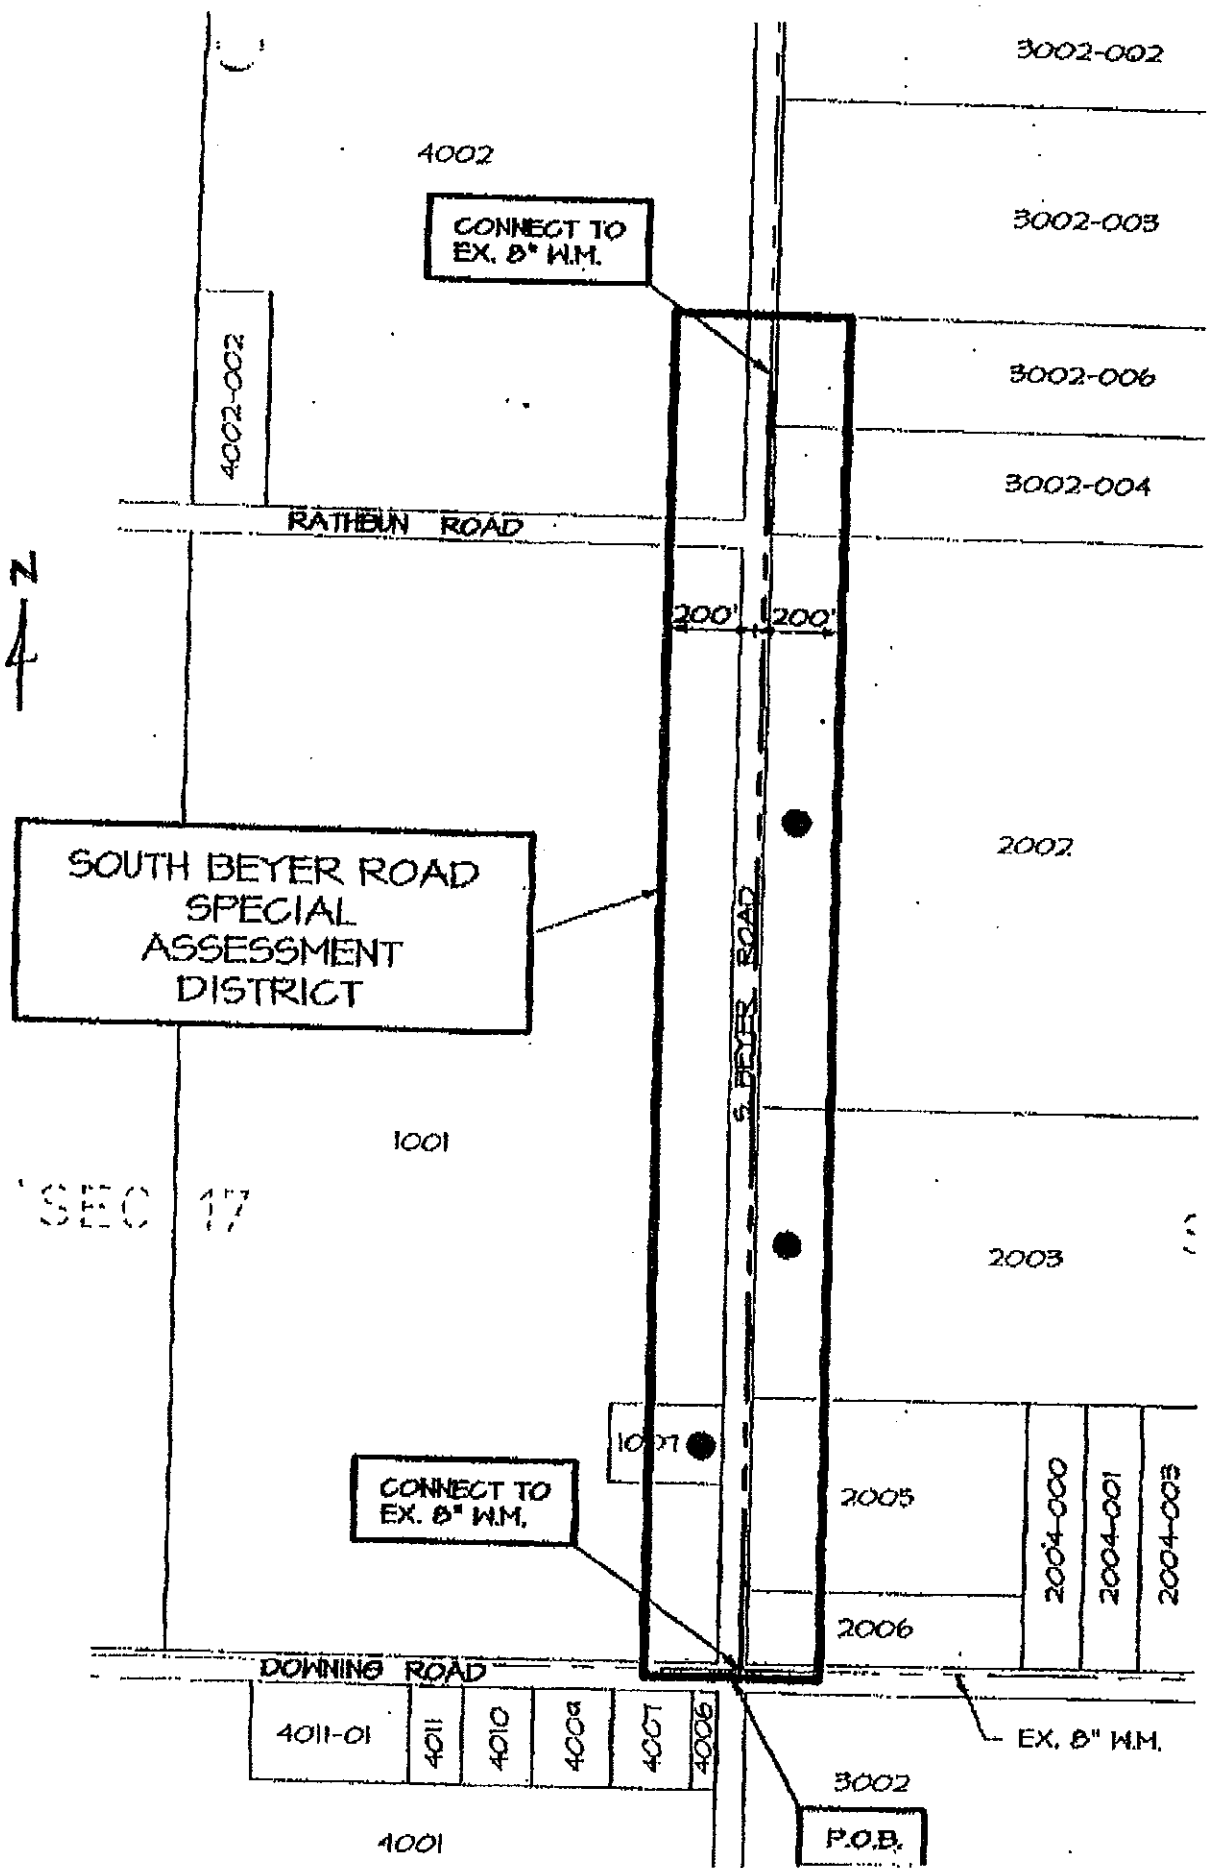 3002-002
4002
CONNECT TO
EX. 8" W.M.
3002-003
4002-002
3002-006
3002-004
RATHBUN ROAD
N
200' 200'
2002
SOUTH BEYER ROAD
SPECIAL
ASSESSMENT
DISTRICT
S. BEYER ROAD
1001
SEC 17
2003
1007
CONNECT TO
EX. 8" W.M.
2005
2004-000
2004-001
2004-003
2006
DOWNING ROAD
4011-01
4011
4010
4009
4007
4006
EX. 8" W.M.
3002
P.O.B.
4001